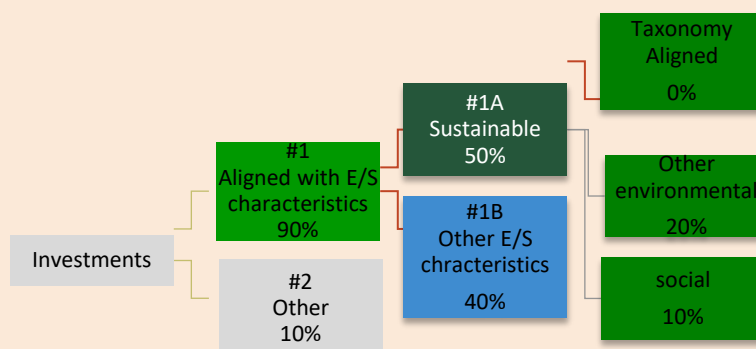 Investments
#1
Aligned with E/S
characteristics
90%
#2
Other
10%
#1A
Sustainable
50%
#1B
Other E/S
chracteristics
40%
Taxonomy
Aligned
0%
Other
environmental
20%
social
10%